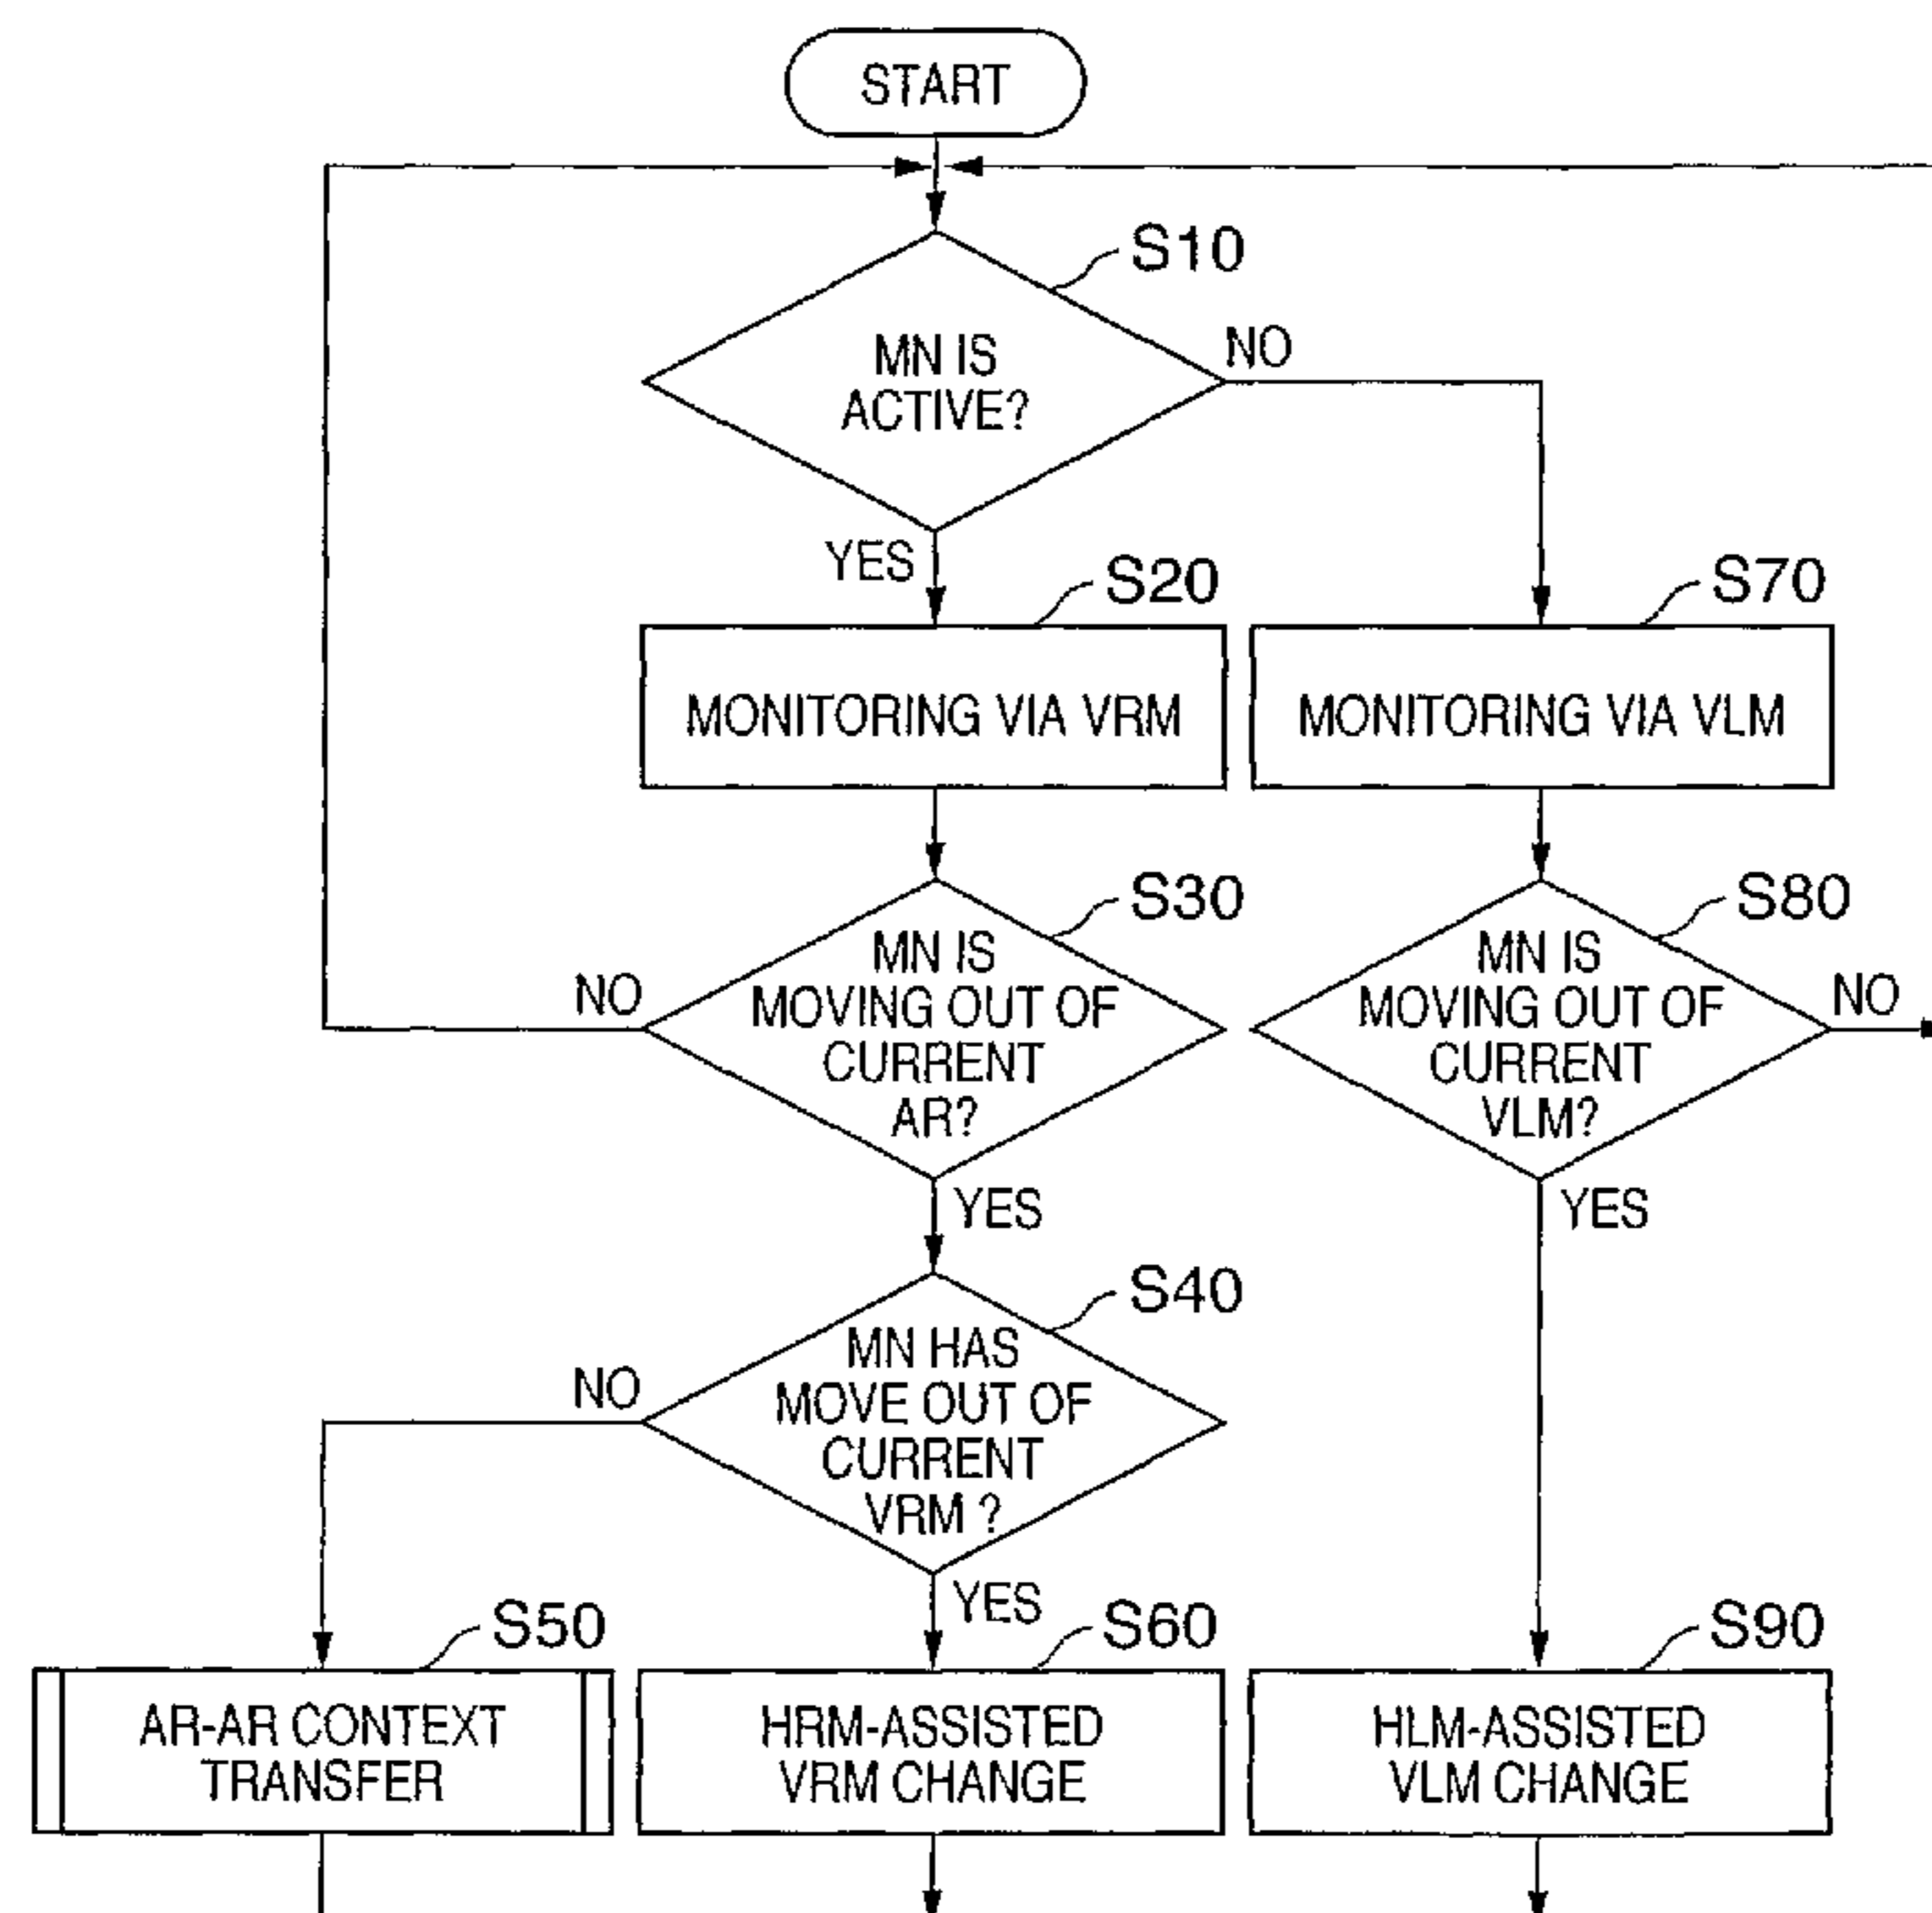 START
S10
MN IS
ACTIVE?
NO
YES
S20
S70
MONITORING VIA VRM
MONITORING VIA VLM
S30
S80
MN IS
MOVING OUT OF
CURRENT
AR?
NO
MN IS
MOVING OUT OF
CURRENT
VLM?
NO
YES
YES
S40
MN HAS
MOVE OUT OF
CURRENT
VRM ?
NO
YES
S50
S60
S90
AR-AR CONTEXT
TRANSFER
HRM-ASSISTED
VRM CHANGE
HLM-ASSISTED
VLM CHANGE